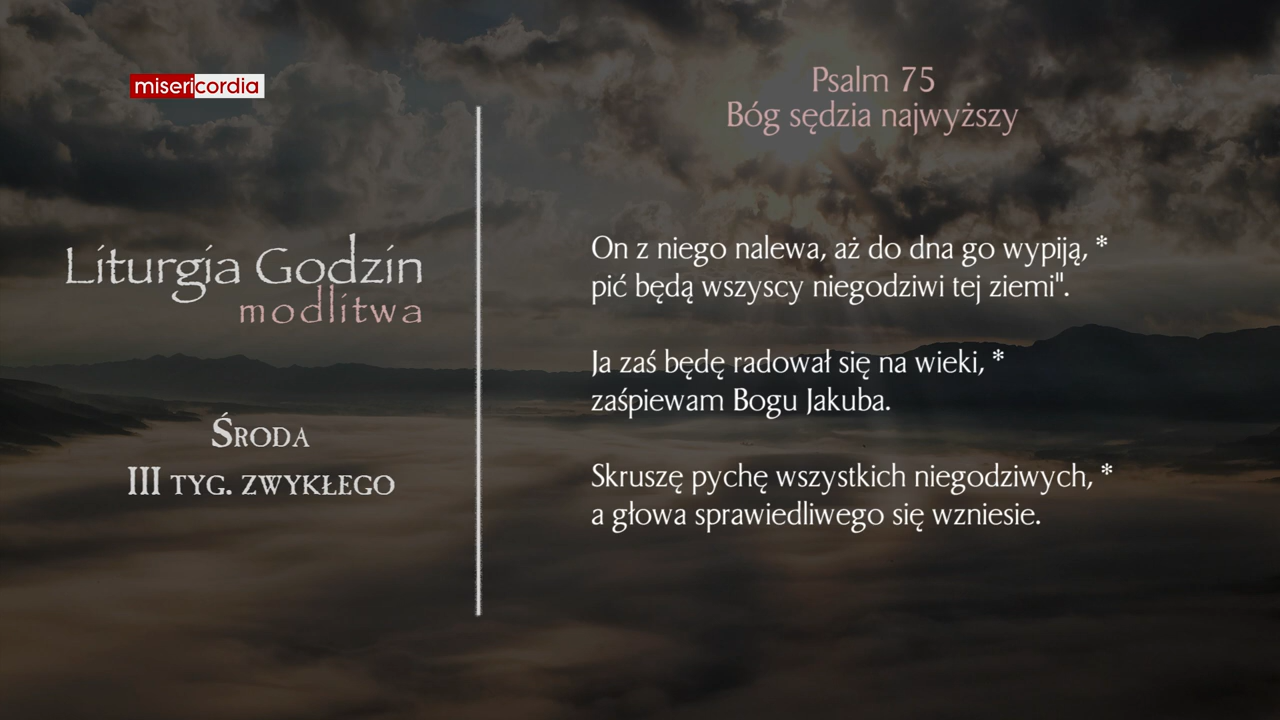 misericordia
Liturgia Godzin
modlitwa
Środa
III tyg. zwykłego
Psalm 75
Bóg sędzia najwyższy
On z niego nalewa, aż do dna go wypiją, *
pić będą wszyscy niegodziwi tej ziemi".
Ja zaś będę radował się na wieki, *
zaśpiewam Bogu Jakuba.
Skruszę pychę wszystkich niegodziwych, *
a głowa sprawiedliwego się wzniesie.